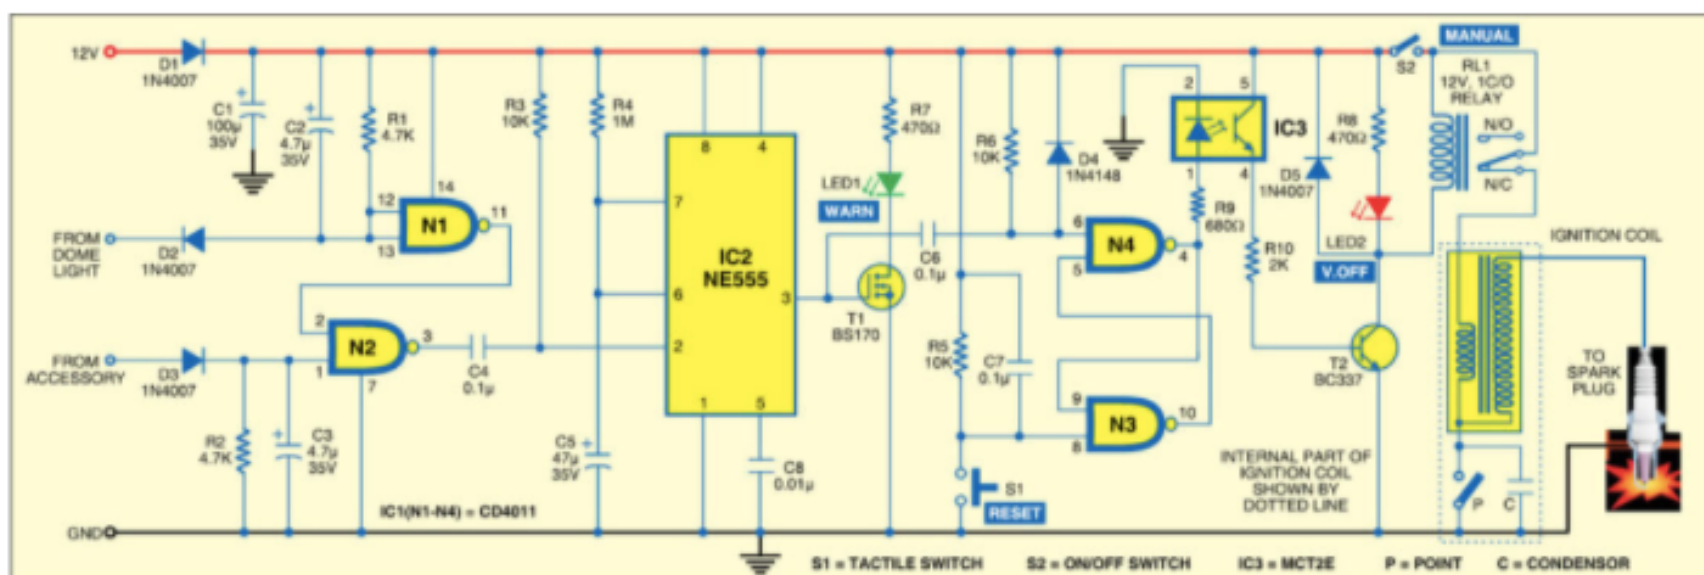 12V
D1
1N4007
C1
100µ
35V
C2
4.7µ
35V
R1
4.7K
14
12
13
N1
11
FROM
DOME
LIGHT
D2
1N4007
2
N2
3
1
7
FROM
ACCESSORY
D3
1N4007
R2
4.7K
C3
4.7µ
35V
C4
0.1µ
R3
10K
R4
1M
C5
47µ
35V
8
4
7
IC2
NE555
6
3
2
1
5
C8
0.01µ
R7
470Ω
LED1
WARN
T1
BS170
C6
0.1µ
R5
10K
C7
0.1µ
R6
10K
D4
1N4148
6
N4
5
4
9
N3
10
8
S1
RESET
2
5
IC3
1
4
R9
680Ω
R10
2K
D5
1N4007
R8
470Ω
LED2
V.OFF
T2
BC337
S2
MANUAL
RL1
12V, 1C/O
RELAY
N/O
N/C
IGNITION COIL
TO
SPARK
PLUG
P
C
INTERNAL PART OF
IGNITION COIL
SHOWN BY
DOTTED LINE
IC1(N1-N4) = CD4011
GND
S1 = TACTILE SWITCH
S2 = ON/OFF SWITCH
IC3 = MCT2E
P = POINT
C = CONDENSOR